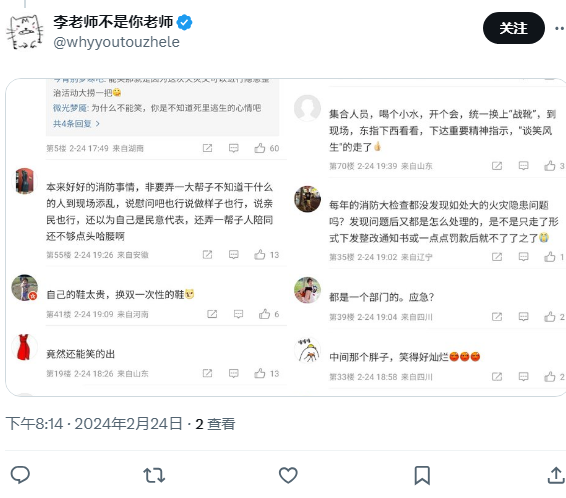 李老师不是你老师
@whyyoutouzhele
关注
治活动大捞一把
微光梦魇: 为什么不能笑，你是不知道死里逃生的心情吧
共4条回复 >
第5楼 2-24 17:49 来自湖南
60
本来好好的消防事情，非要弄一大帮子不知道干什么
的人到现场添乱，说慰问吧也行说做样子也行，说亲
民也行，还以为自己是民意代表，还弄一帮子人陪同
还不够点头哈腰啊
第55楼 2-24 19:26 来自安徽
13
自己的鞋太贵，换双一次性的鞋
第41楼 2-24 19:09 来自河南
6
竟然还能笑的出
第19楼 2-24 18:26 来自山东
13
集合人员，喝个小水，开个会，统一换上“战靴”，到
现场，东指下西看看，下达重要精神指示，“谈笑风
生”的走了
第70楼 2-24 19:39 来自山东
3
每年的消防大检查都没发现如处大的火灾隐患问题
吗？发现问题后又都是怎么处理的，是不是只走了形
式下发整改通知书或一点点罚款后就不了了之了
第35楼 2-24 19:02 来自辽宁
1
都是一个部门的。应急？
第39楼 2-24 19:04 来自四川
2
中间那个胖子，笑得好灿烂
第33楼 2-24 18:58 来自四川
2
下午8:14 · 2024年2月24日 · 2 查看